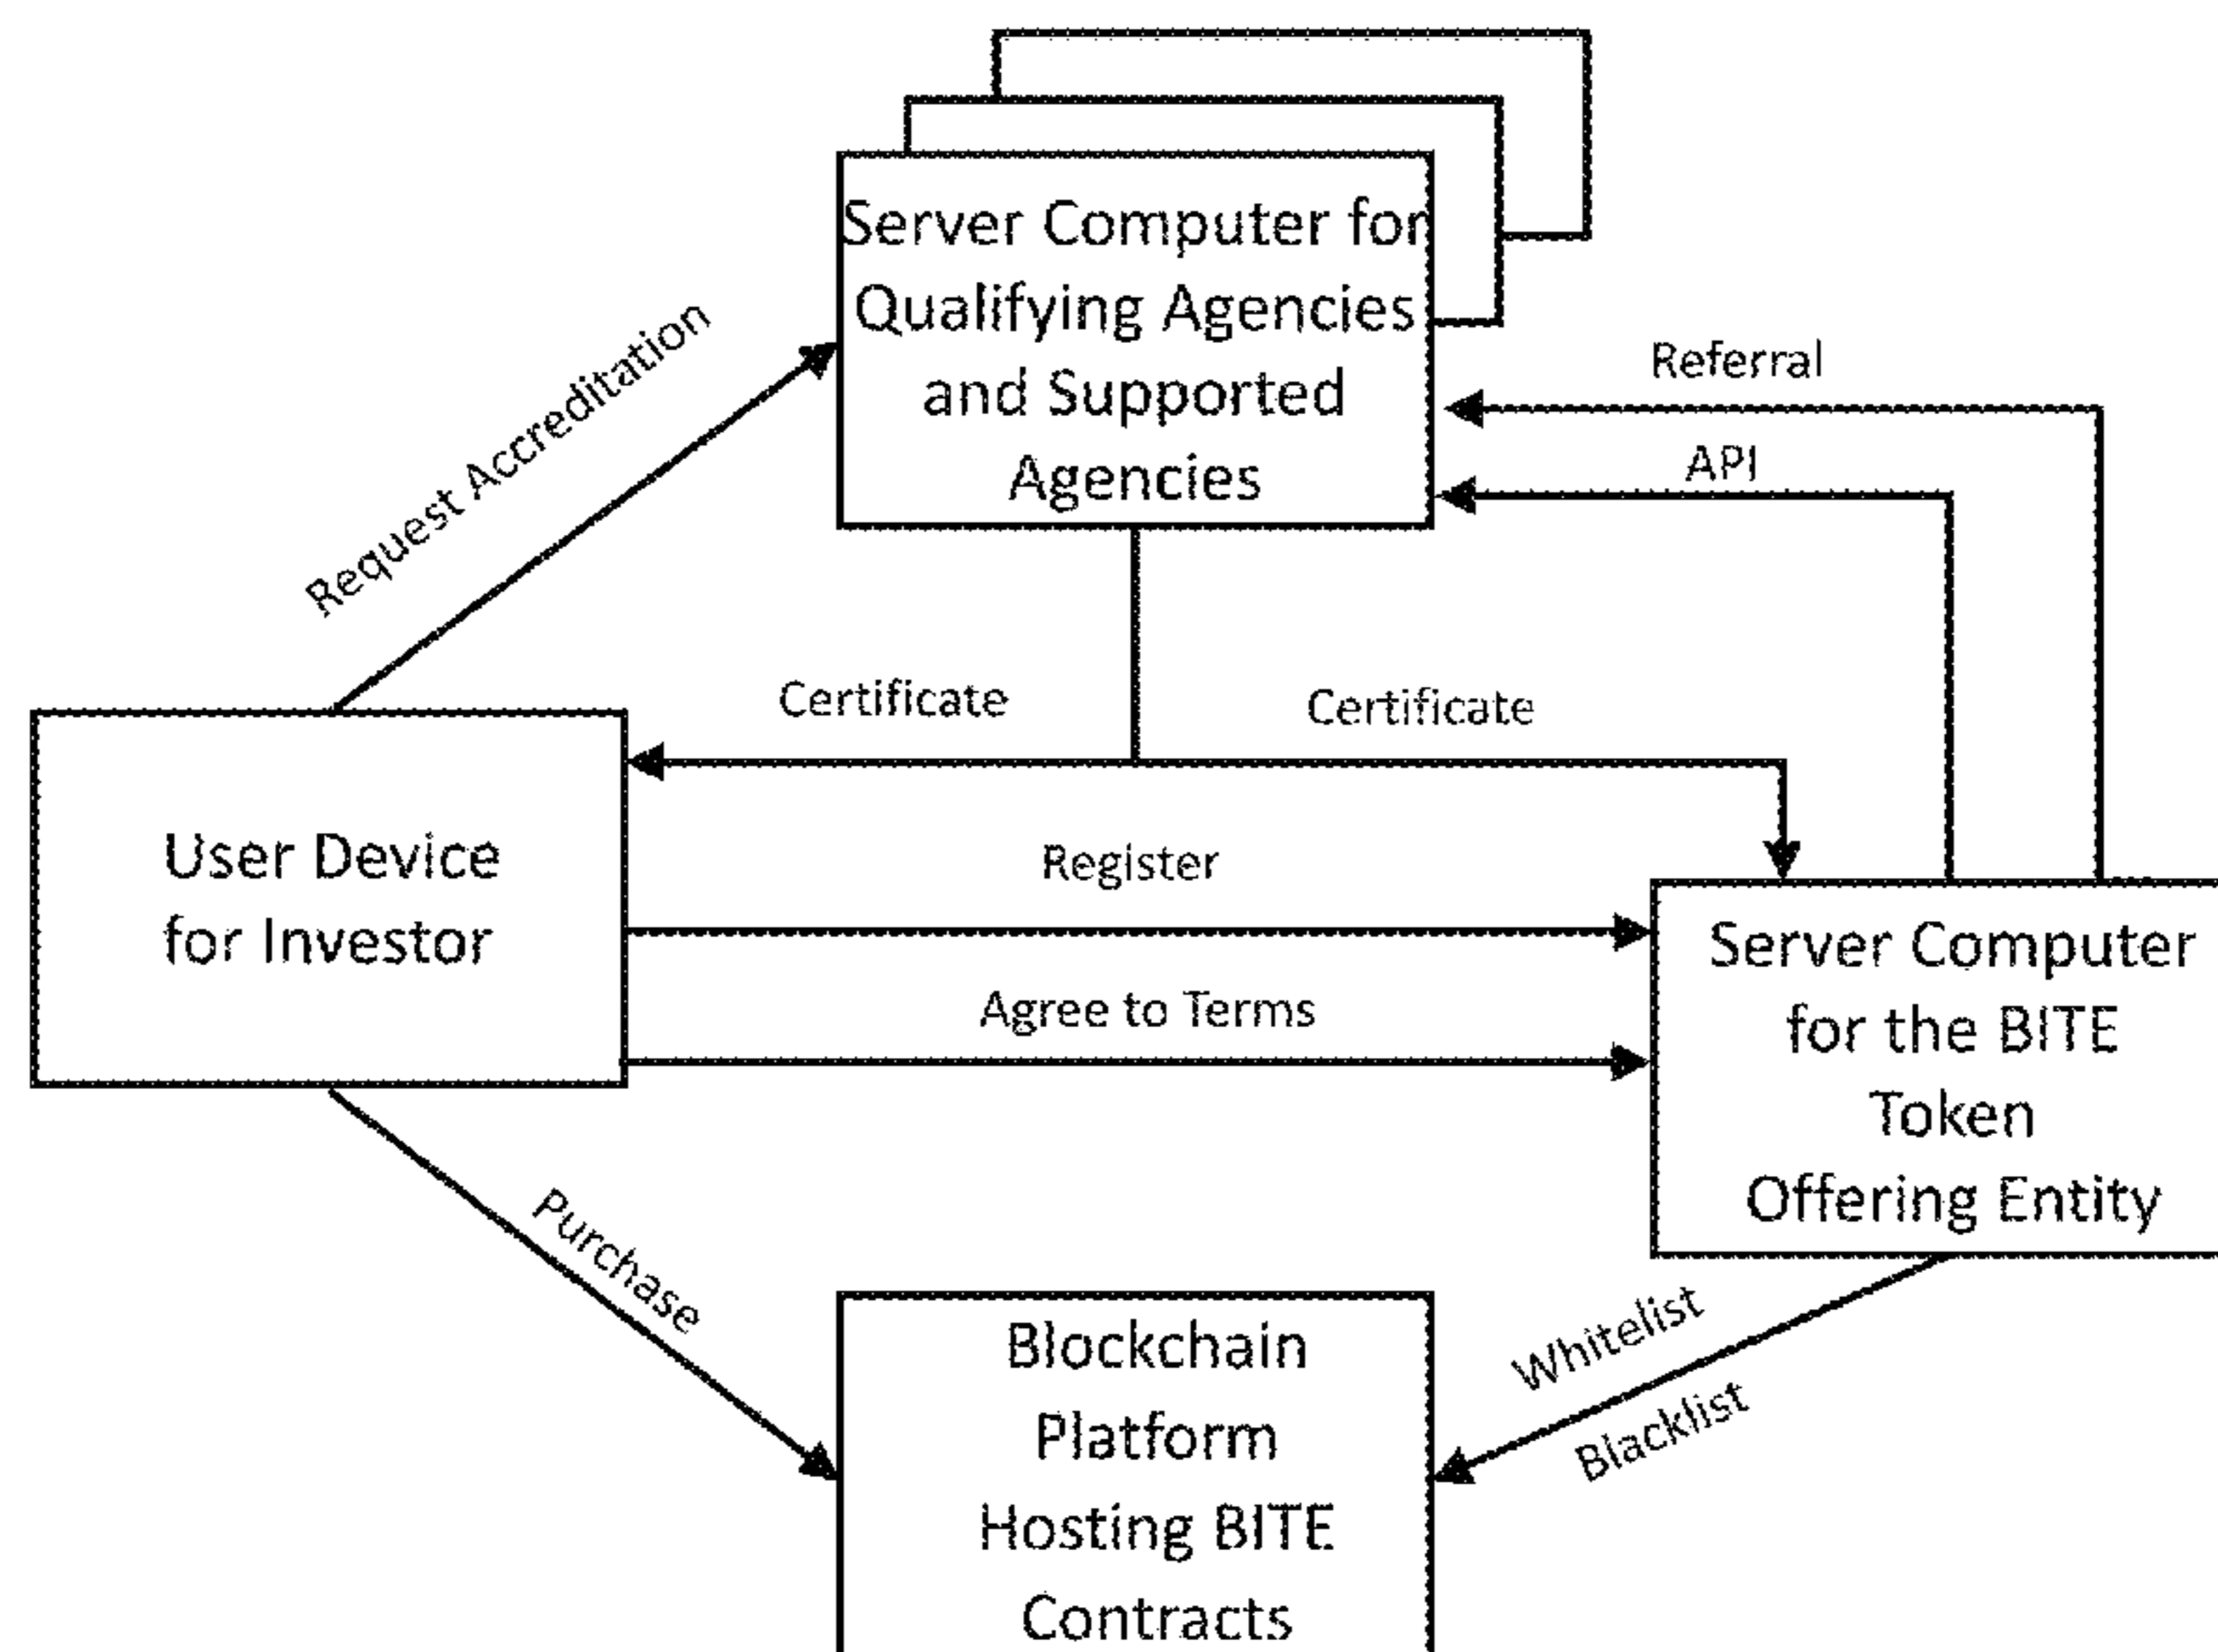 Server Computer for
Qualifying Agencies
and Supported
Agencies
Request Accreditation
Referral
API
Certificate
Certificate
User Device
for Investor
Register
Agree to Terms
Server Computer
for the BITE
Token
Offering Entity
Purchase
Whitelist
Blacklist
Blockchain
Platform
Hosting BITE
Contracts